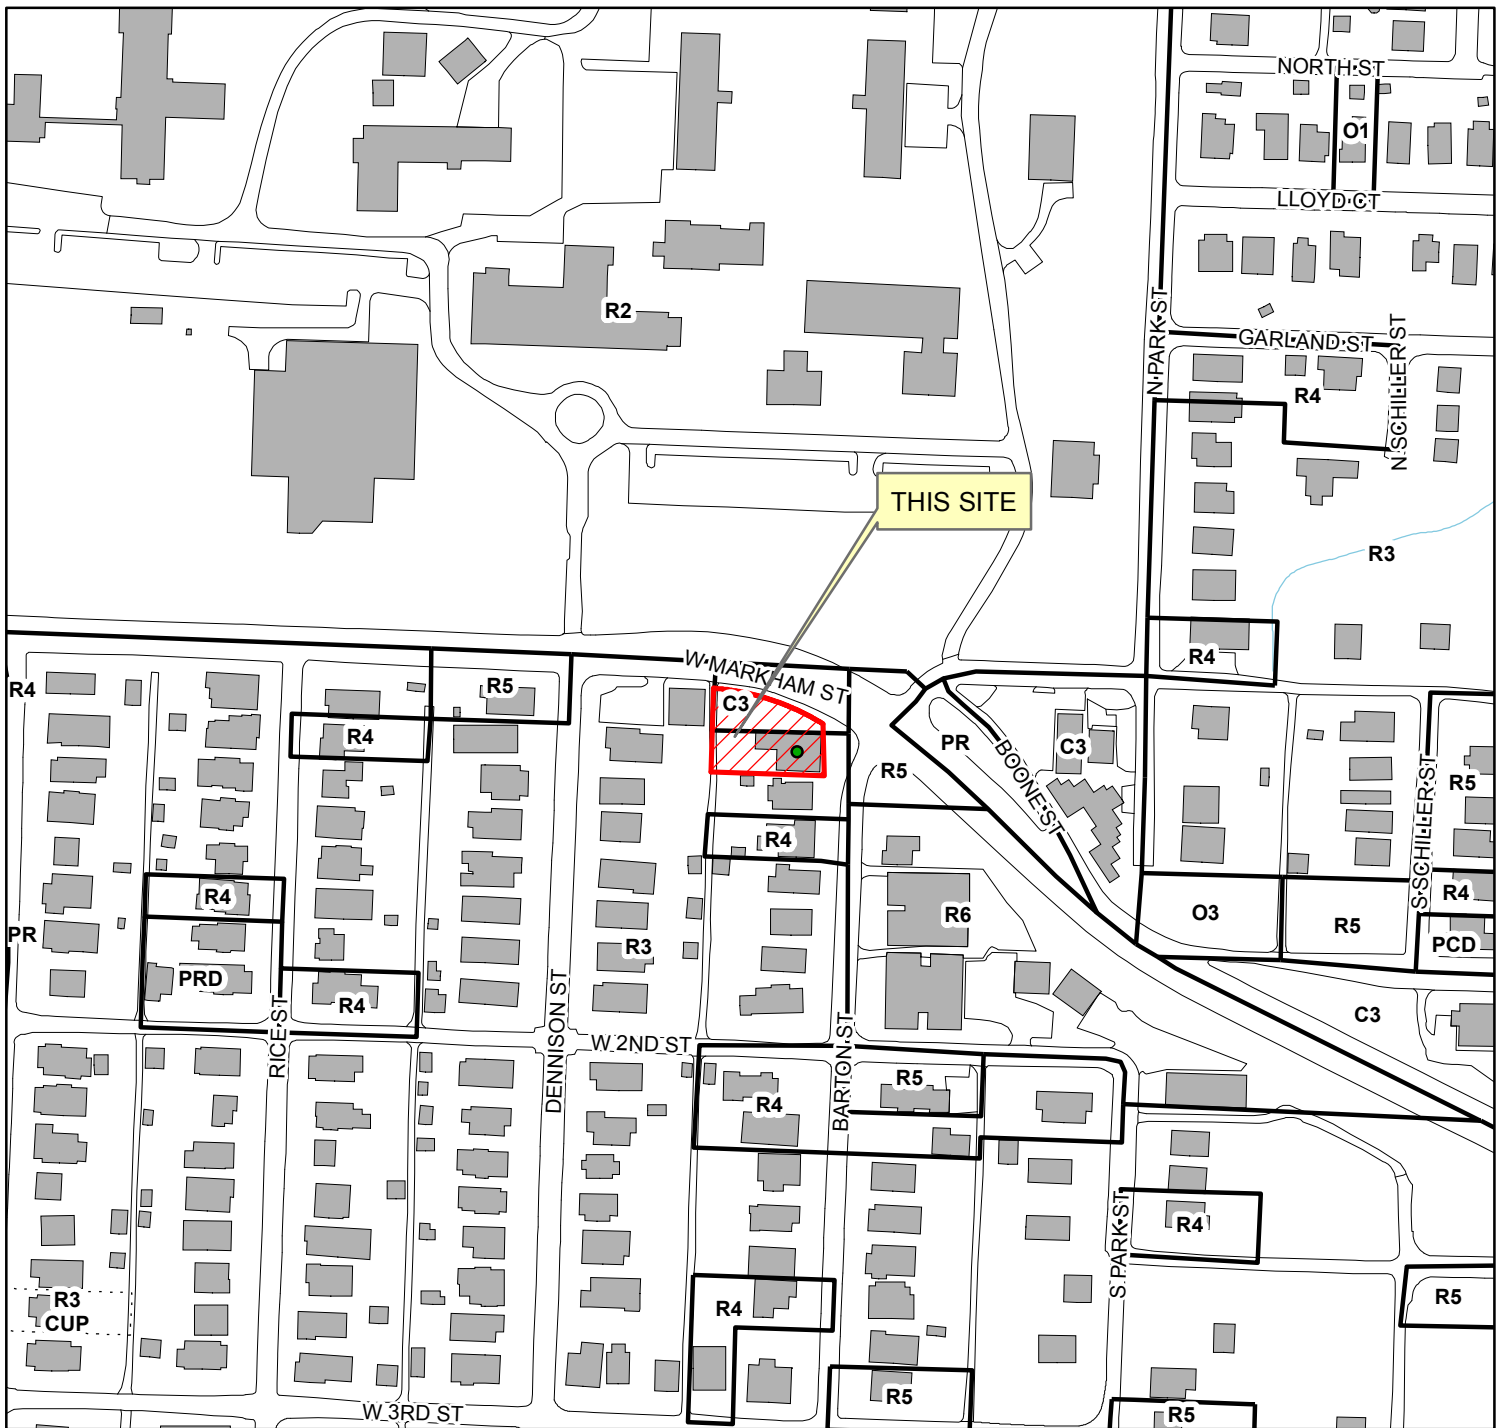 NORTH ST
O1
LLOYD CT
R2
N PARK ST
GARLAND ST
N SCHILLER ST
R4
THIS SITE
R3
W MARKHAM ST
R4
R4
R5
C3
R4
PR
BOONE ST
C3
R5
S SCHILLER ST
R5
R4
R4
R4
PR
R6
O3
R5
PCD
R3
PRD
R4
RICE ST
DENNISON ST
C3
W 2ND ST
BARTON ST
R4
R5
S PARK ST
R4
R3
CUP
R4
R5
R5
R5
W 3RD ST